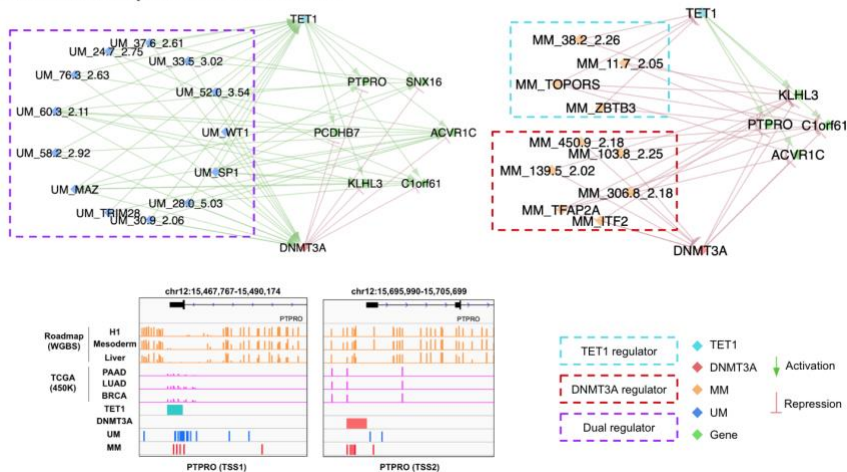 TET1
UM_37.6_2.61
UM_24.7_2.75
UM_33.5_3.02
UM_76.3_2.63
UM_52.0_3.54
UM_60.3_2.11
UM_WT1
UM_58.2_2.92
UM_SP1
UM_MAZ
UM_28.0_5.03
UM_TRIM28
UM_30.9_2.06
PTPRO
SNX16
PCDHB7
ACVR1C
KLHL3
C1orf61
DNMT3A
TET1
MM_38.2_2.26
MM_11.7_2.05
MM_TOPORS
MM_ZBTB3
MM_450.9_2.18
MM_103.8_2.25
MM_139.5_2.02
MM_306.8_2.18
MM_TFAP2A
MM_ITF2
KLHL3
PTPRO
C1orf61
ACVR1C
DNMT3A
chr12:15,467,767-15,490,174
chr12:15,695,990-15,705,699
PTPRO
PTPRO
Roadmap (WGBS)
H1
Mesoderm
Liver
TCGA (450K)
PAAD
LUAD
BRCA
TET1
DNMT3A
UM
MM
PTPRO (TSS1)
PTPRO (TSS2)
TET1 regulator
DNMT3A regulator
Dual regulator
TET1
DNMT3A
MM
UM
Gene
Activation
Repression